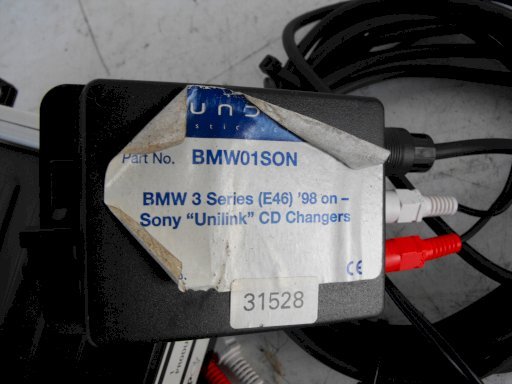 Part No. BMW01SON
BMW 3 Series (E46) '98 on –
Sony "Unilink" CD Changers
CE
31528